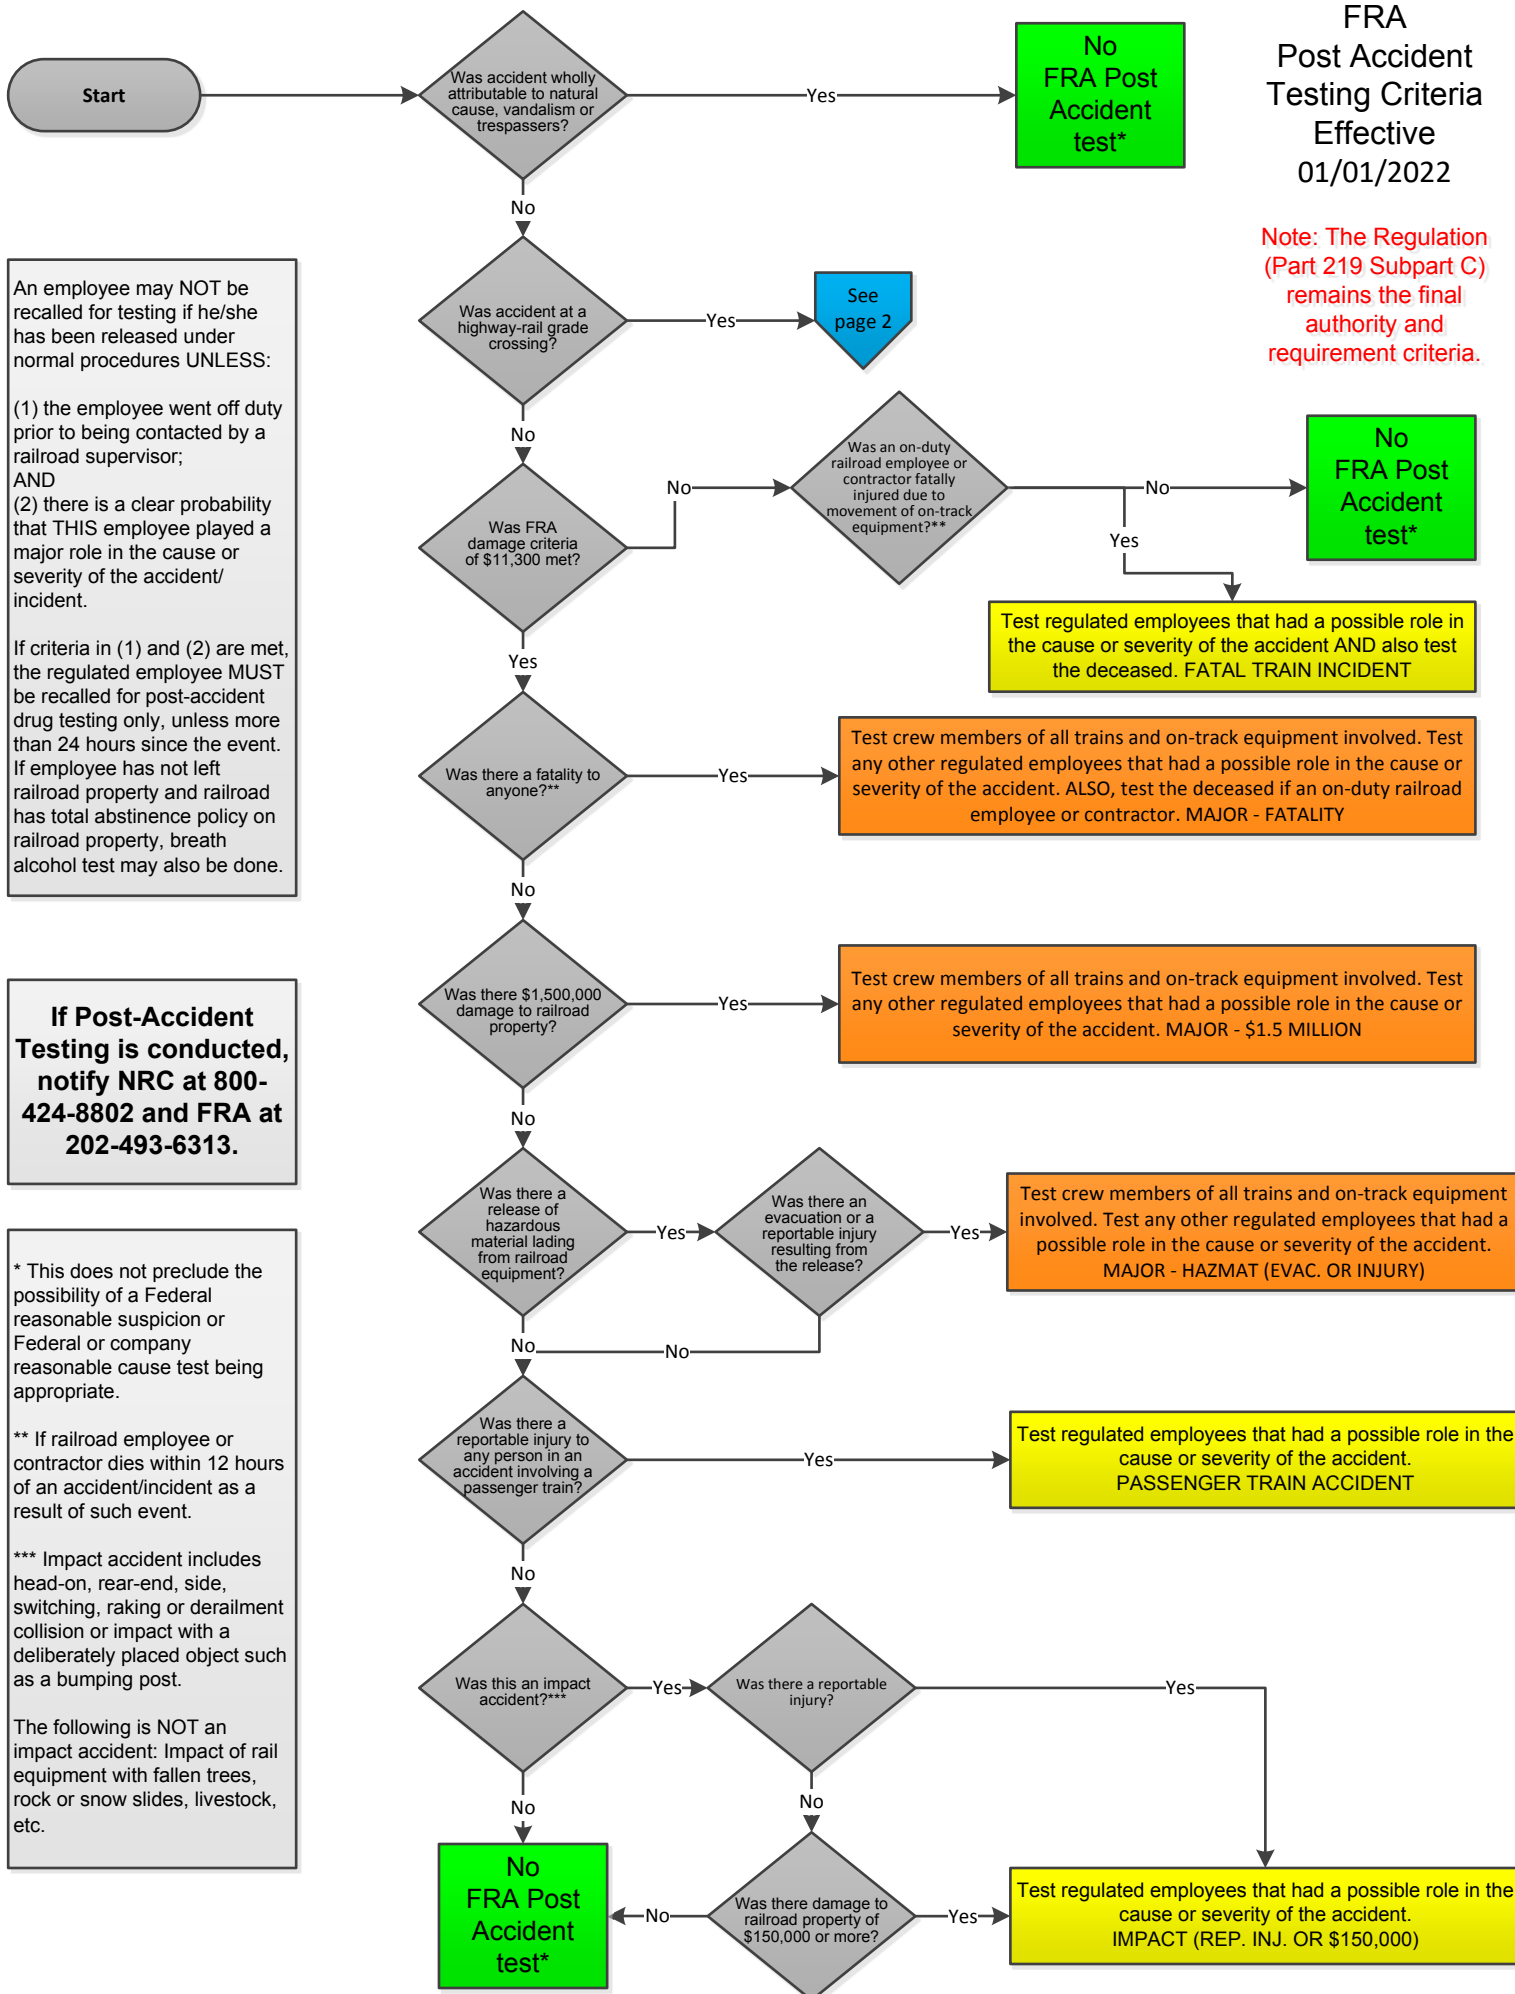 FRA
Post Accident
Testing Criteria
Effective
01/01/2022
Note: The Regulation
(Part 219 Subpart C)
remains the final
authority and
requirement criteria.
Start
Was accident wholly
attributable to natural
cause, vandalism or
trespassers?
Yes
No
FRA Post
Accident
test*
No
Was accident at a
highway-rail grade
crossing?
Yes
See
page 2
No
Was FRA
damage criteria
of $11,300 met?
No
Was an on-duty
railroad employee or
contractor fatally
injured due to
movement of on-track
equipment?**
No
No
FRA Post
Accident
test*
Yes
Test regulated employees that had a possible role in
the cause or severity of the accident AND also test
the deceased. FATAL TRAIN INCIDENT
Yes
Was there a fatality to
anyone?**
Yes
Test crew members of all trains and on-track equipment involved. Test
any other regulated employees that had a possible role in the cause or
severity of the accident. ALSO, test the deceased if an on-duty railroad
employee or contractor. MAJOR - FATALITY
No
Was there $1,500,000
damage to railroad
property?
Yes
Test crew members of all trains and on-track equipment involved. Test
any other regulated employees that had a possible role in the cause or
severity of the accident. MAJOR - $1.5 MILLION
No
Was there a
release of
hazardous
material lading
from railroad
equipment?
Yes
Was there an
evacuation or a
reportable injury
resulting from
the release?
Yes
Test crew members of all trains and on-track equipment
involved. Test any other regulated employees that had a
possible role in the cause or severity of the accident.
MAJOR - HAZMAT (EVAC. OR INJURY)
No
No
Was there a
reportable injury to
any person in an
accident involving a
passenger train?
Yes
Test regulated employees that had a possible role in the
cause or severity of the accident.
PASSENGER TRAIN ACCIDENT
No
Was this an impact
accident?***
Yes
Was there a reportable
injury?
Yes
No
No
No
FRA Post
Accident
test*
No
Was there damage to
railroad property of
$150,000 or more?
Yes
Test regulated employees that had a possible role in the
cause or severity of the accident.
IMPACT (REP. INJ. OR $150,000)
An employee may NOT be
recalled for testing if he/she
has been released under
normal procedures UNLESS:
(1) the employee went off duty
prior to being contacted by a
railroad supervisor;
AND
(2) there is a clear probability
that THIS employee played a
major role in the cause or
severity of the accident/
incident.
If criteria in (1) and (2) are met,
the regulated employee MUST
be recalled for post-accident
drug testing only, unless more
than 24 hours since the event.
If employee has not left
railroad property and railroad
has total abstinence policy on
railroad property, breath
alcohol test may also be done.
If Post-Accident
Testing is conducted,
notify NRC at 800-
424-8802 and FRA at
202-493-6313.
* This does not preclude the
possibility of a Federal
reasonable suspicion or
Federal or company
reasonable cause test being
appropriate.
** If railroad employee or
contractor dies within 12 hours
of an accident/incident as a
result of such event.
*** Impact accident includes
head-on, rear-end, side,
switching, raking or derailment
collision or impact with a
deliberately placed object such
as a bumping post.
The following is NOT an
impact accident: Impact of rail
equipment with fallen trees,
rock or snow slides, livestock,
etc.